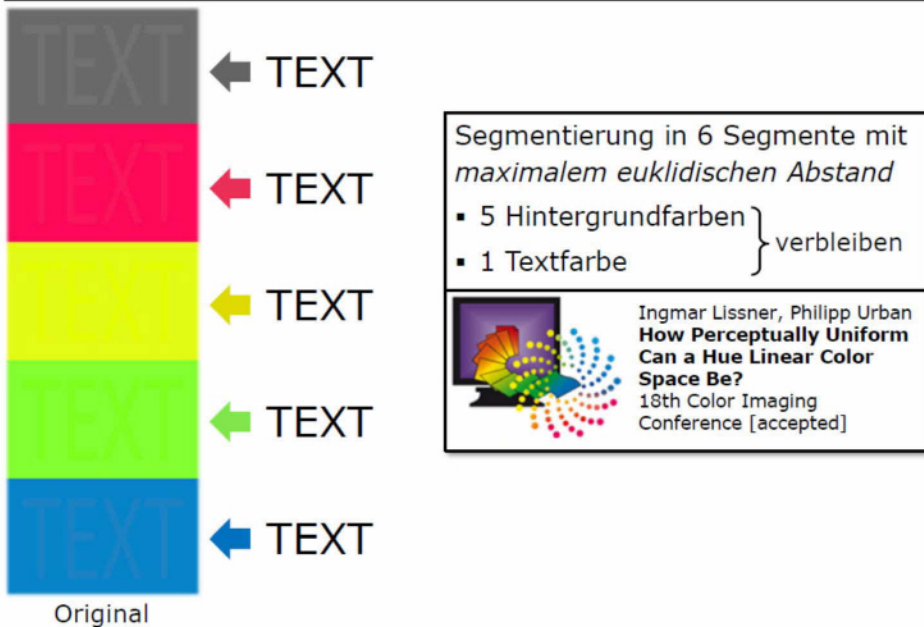 TEXT
TEXT
TEXT
TEXT
TEXT
TEXT
TEXT
TEXT
TEXT
TEXT
Original
Segmentierung in 6 Segmente mit
maximalem euklidischen Abstand
▪ 5 Hintergrundfarben
▪ 1 Textfarbe
verbleiben
Ingmar Lissner, Philipp Urban
How Perceptually Uniform
Can a Hue Linear Color
Space Be?
18th Color Imaging
Conference [accepted]